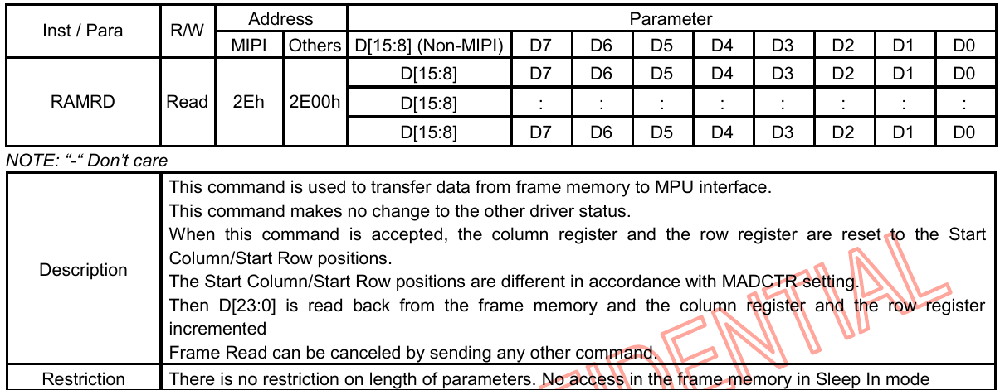 Inst / Para R/W Address Parameter
MIPI Others D[15:8] (Non-MIPI) D7 D6 D5 D4 D3 D2 D1 D0
RAMRD Read 2Eh 2E00h D[15:8] D7 D6 D5 D4 D3 D2 D1 D0
D[15:8] : : : : : : : :
D[15:8] D7 D6 D5 D4 D3 D2 D1 D0
NOTE: “-“ Don’t care
Description
This command is used to transfer data from frame memory to MPU interface.
This command makes no change to the other driver status.
When this command is accepted, the column register and the row register are reset to the Start
Column/Start Row positions.
The Start Column/Start Row positions are different in accordance with MADCTR setting.
Then D[23:0] is read back from the frame memory and the column register and the row register
incremented
Frame Read can be canceled by sending any other command.
Restriction There is no restriction on length of parameters. No access in the frame memory in Sleep In mode